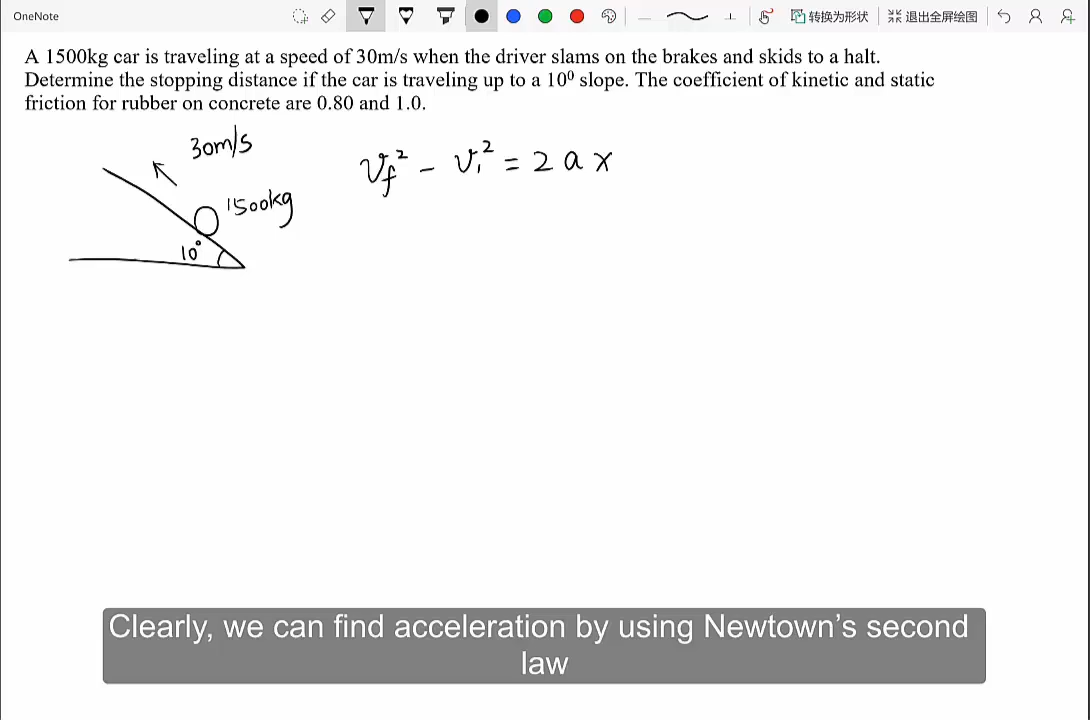 OneNote
转换为形状
退出全屏绘图
A 1500kg car is traveling at a speed of 30m/s when the driver slams on the brakes and skids to a halt.
Determine the stopping distance if the car is traveling up to a 10⁰ slope. The coefficient of kinetic and static
friction for rubber on concrete are 0.80 and 1.0.
30m/s
1500kg
10°
v_f² - v_i² = 2 a x
Clearly, we can find acceleration by using Newtown's second
law